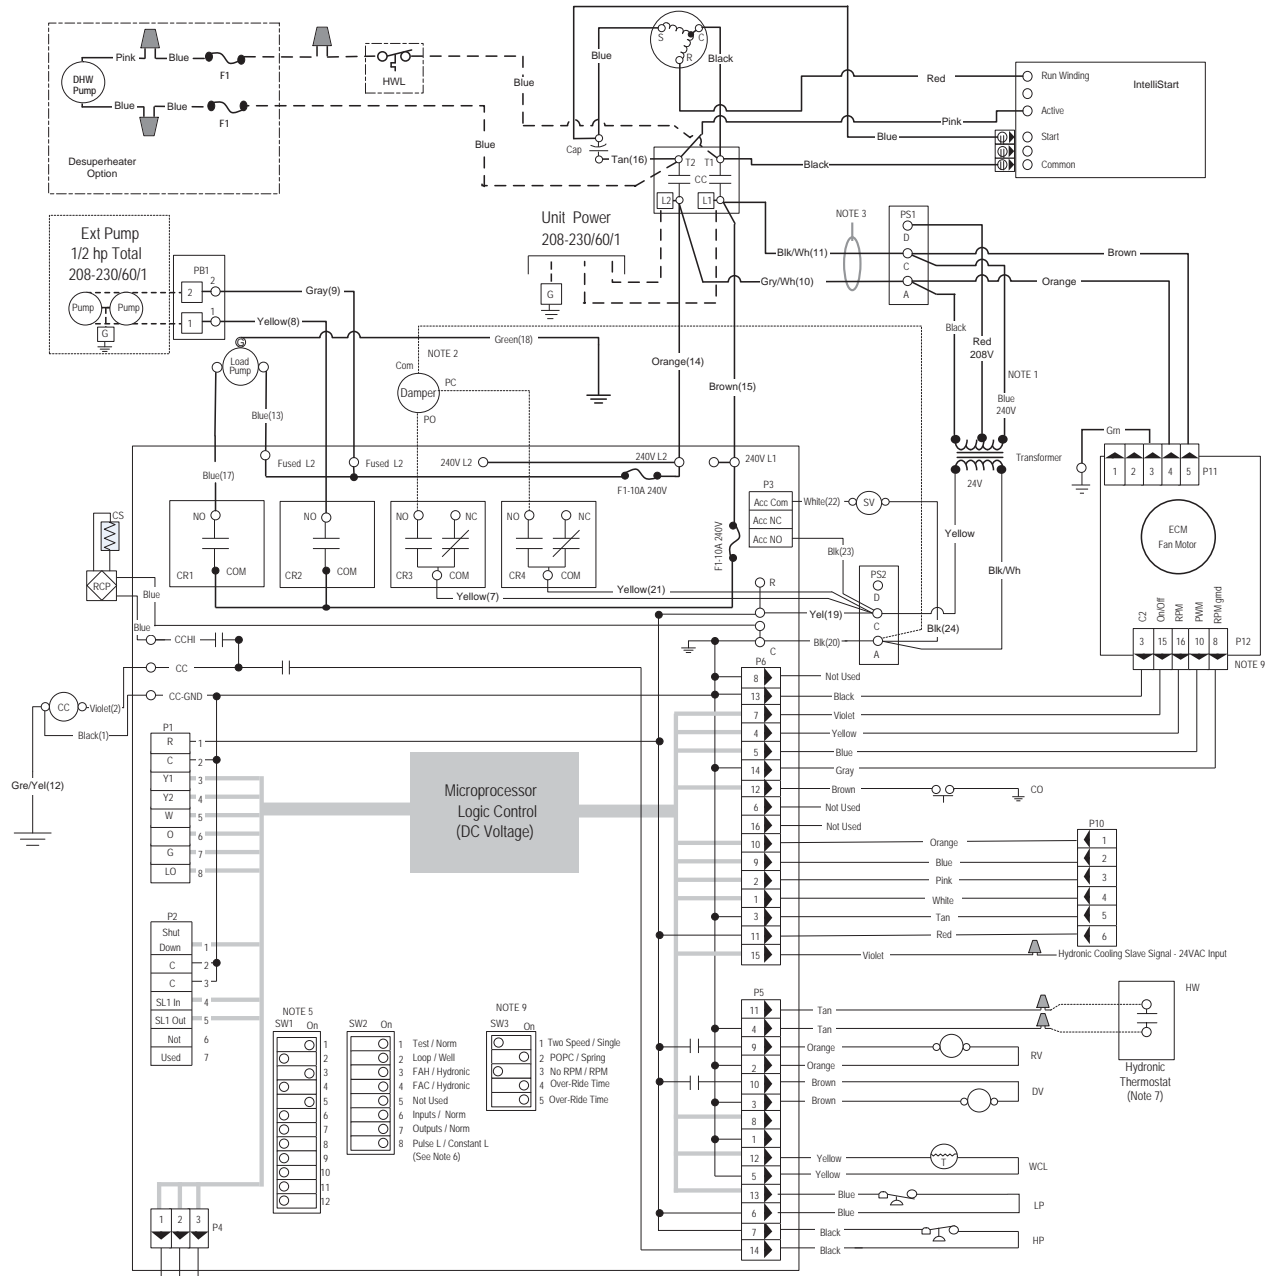 S
C
R
Pink
Blue
F1
HWL
DHW
Pump
Blue
Blue
F1
Desuperheater
Option
Blue
Blue
Blue
Black
Cap
Tan(16)
T2
T1
CC
L2
L1
Red
Pink
Blue
Black
Run Winding
Active
Start
Common
IntelliStart
Ext Pump
1/2 hp Total
208-230/60/1
Pump
Pump
G
PB1
2
2
1
1
Gray(9)
Yellow(8)
Unit Power
208-230/60/1
G
NOTE 3
Blk/Wh(11)
Gry/Wh(10)
PS1
D
C
A
Brown
Orange
Black
Red
208V
NOTE 1
Blue
240V
Green(18)
G
Load
Pump
NOTE 2
Com
Damper
PC
PO
Orange(14)
Brown(15)
Blue(13)
Blue(17)
Fused L2
Fused L2
240V L2
240V L2
240V L1
F1-10A 240V
F1-10A 240V
Transformer
24V
Grn
1
2
3
4
5
P11
ECM
Fan Motor
C2
On/Off
RPM
PWM
RPM grnd
3
15
16
10
8
P12
NOTE 9
P3
Acc Com
Acc NC
Acc NO
White(22)
SV
Blk(23)
Yellow
Blk/Wh
NO
CR1
COM
NO
CR2
COM
NO
NC
CR3
COM
NO
NC
CR4
COM
Yellow(7)
Yellow(21)
CS
RCP
Blue
Blue
R
C
Yel(19)
Blk(20)
PS2
D
C
A
Blk(24)
CCHI
CC
CC-GND
CC
Violet(2)
Black(1)
Gre/Yel(12)
P1
R 1
C 2
Y1 3
Y2 4
W 5
O 6
G 7
LO 8
Microprocessor
Logic Control
(DC Voltage)
P2
Shut
Down 1
C 2
C 3
SL1 In 4
SL1 Out 5
Not 6
Used 7
P6
8 Not Used
13 Black
7 Violet
4 Yellow
5 Blue
14 Gray
12 Brown CO
6 Not Used
16 Not Used
10 Orange
9 Blue
2 Pink
1 White
3 Tan
11 Red
15 Violet Hydronic Cooling Slave Signal - 24VAC Input
P10
1
2
3
4
5
6
NOTE 5
SW1 On
1
2
3
4
5
6
7
8
9
10
11
12
SW2 On
1 Test / Norm
2 Loop / Well
3 FAH / Hydronic
4 FAC / Hydronic
5 Not Used
6 Inputs / Norm
7 Outputs / Norm
8 Pulse L / Constant L
(See Note 6)
NOTE 9
SW3 On
1 Two Speed / Single
2 POPC / Spring
3 No RPM / RPM
4 Over-Ride Time
5 Over-Ride Time
P5
11 Tan
4 Tan
9 Orange
2 Orange
RV
10 Brown
3 Brown
DV
8
1
12 Yellow
5 Yellow
T
WCL
13 Blue
6 Blue
LP
7 Black
14 Black
HP
HW
Hydronic
Thermostat
(Note 7)
1
2
3
P4